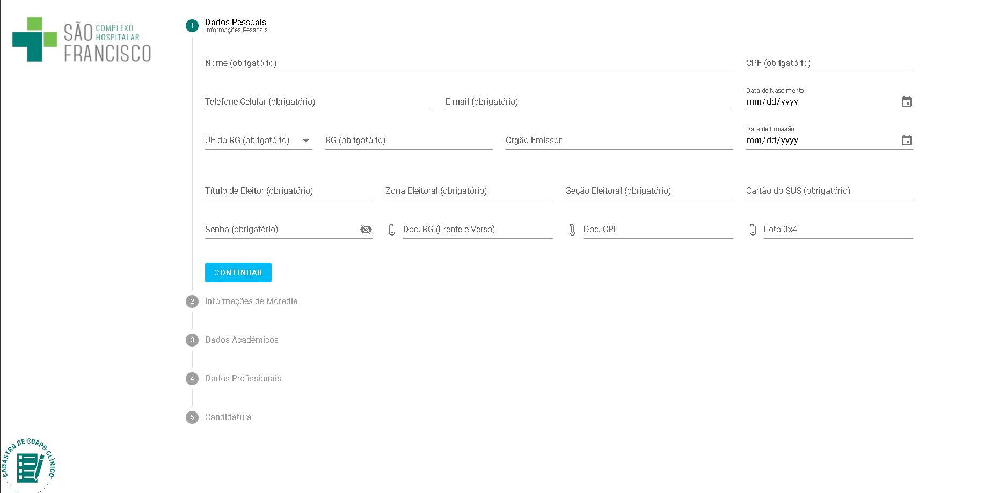 SÃO COMPLEXO HOSPITALAR
FRANCISCO
1 Dados Pessoais
Informações Pessoais
Nome (obrigatório) CPF (obrigatório)
Data de Nascimento
Telefone Celular (obrigatório) E-mail (obrigatório) mm/dd/yyyy
Data de Emissão
UF do RG (obrigatório) RG (obrigatório) Orgão Emissor mm/dd/yyyy
Título de Eleitor (obrigatório) Zona Eleitoral (obrigatório) Seção Eleitoral (obrigatório) Cartão do SUS (obrigatório)
Senha (obrigatório) Doc. RG (Frente e Verso) Doc. CPF Foto 3x4
CONTINUAR
2 Informações de Moradia
3 Dados Acadêmicos
4 Dados Profissionais
5 Candidatura
CADASTRO DE CORPO CLÍNICO